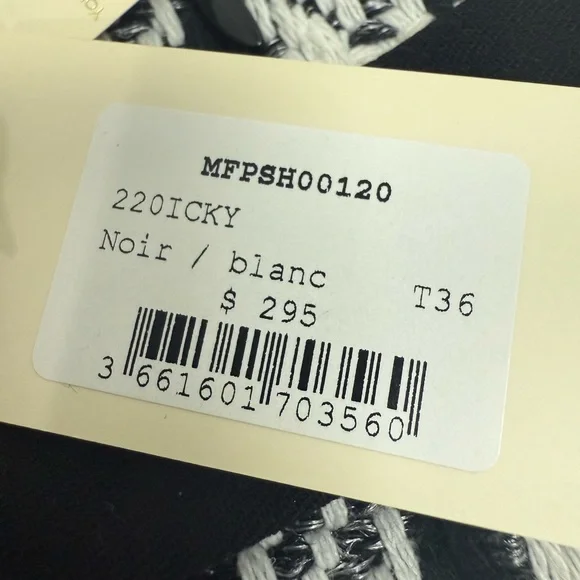 MFPSH00120
220ICKY
Noir / blanc
T36
$ 295
3 661601 703560